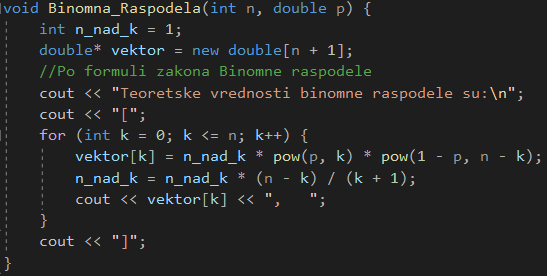 void Binomna_Raspodela(int n, double p) {
    int n_nad_k = 1;
    double* vektor = new double[n + 1];
    //Po formuli zakona Binomne raspodele
    cout << "Teoretske vrednosti binomne raspodele su:\n";
    cout << "[";
    for (int k = 0; k <= n; k++) {
        vektor[k] = n_nad_k * pow(p, k) * pow(1 - p, n - k);
        n_nad_k = n_nad_k * (n - k) / (k + 1);
        cout << vektor[k] << ",   ";
    }
    cout << "]";
}